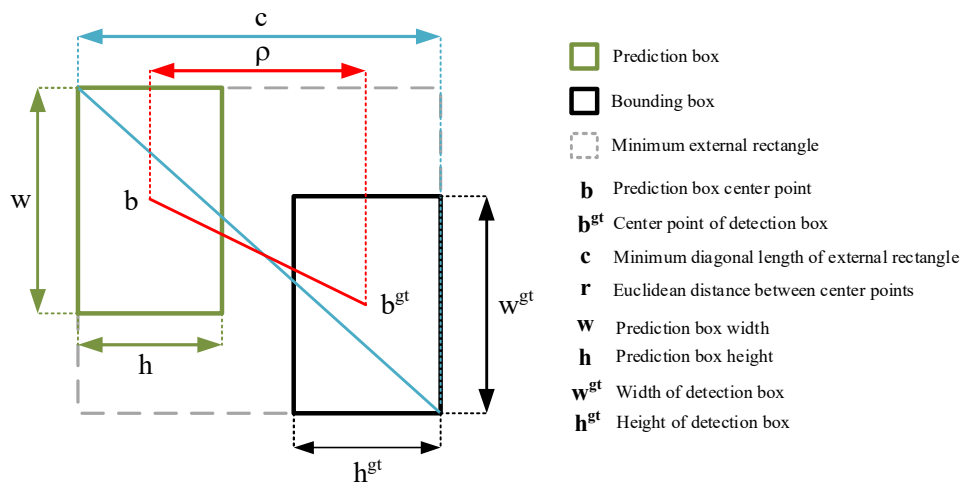 c
ρ
w
b
b^gt
w^gt
h
h^gt
Prediction box
Bounding box
Minimum external rectangle
b Prediction box center point
b^gt Center point of detection box
c Minimum diagonal length of external rectangle
r Euclidean distance between center points
w Prediction box width
h Prediction box height
w^gt Width of detection box
h^gt Height of detection box